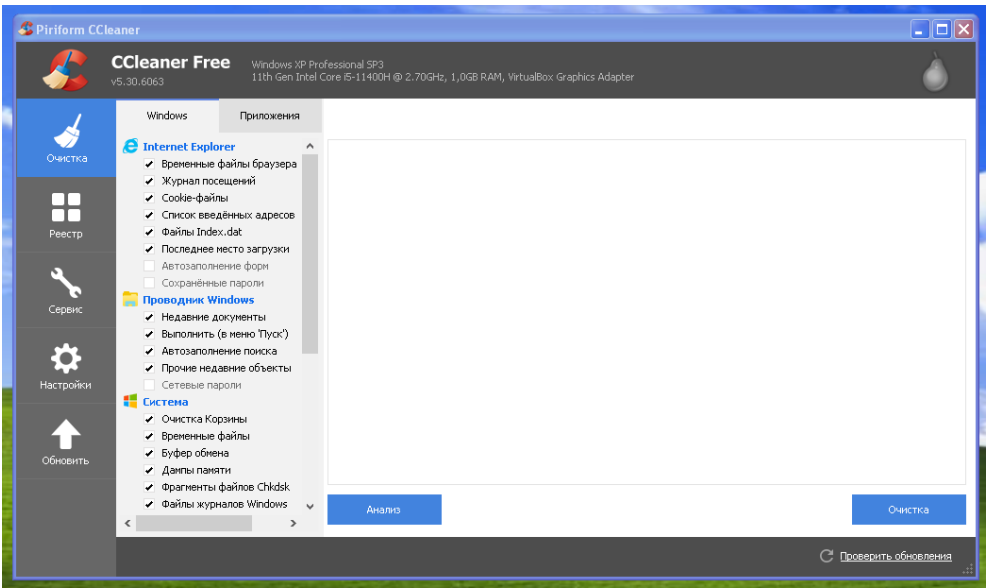 Piriform CCleaner
CCleaner Free
v5.30.6063
Windows XP Professional SP3
11th Gen Intel Core i5-11400H @ 2.70GHz, 1,0GB RAM, VirtualBox Graphics Adapter
Очистка
Реестр
Сервис
Настройки
Обновить
Windows
Приложения
Internet Explorer
Временные файлы браузера
Журнал посещений
Cookie-файлы
Список введённых адресов
Файлы Index.dat
Последнее место загрузки
Автозаполнение форм
Сохранённые пароли
Проводник Windows
Недавние документы
Выполнить (в меню 'Пуск')
Автозаполнение поиска
Прочие недавние объекты
Сетевые пароли
Система
Очистка Корзины
Временные файлы
Буфер обмена
Дампы памяти
Фрагменты файлов Chkdsk
Файлы журналов Windows
Анализ
Очистка
Проверить обновления